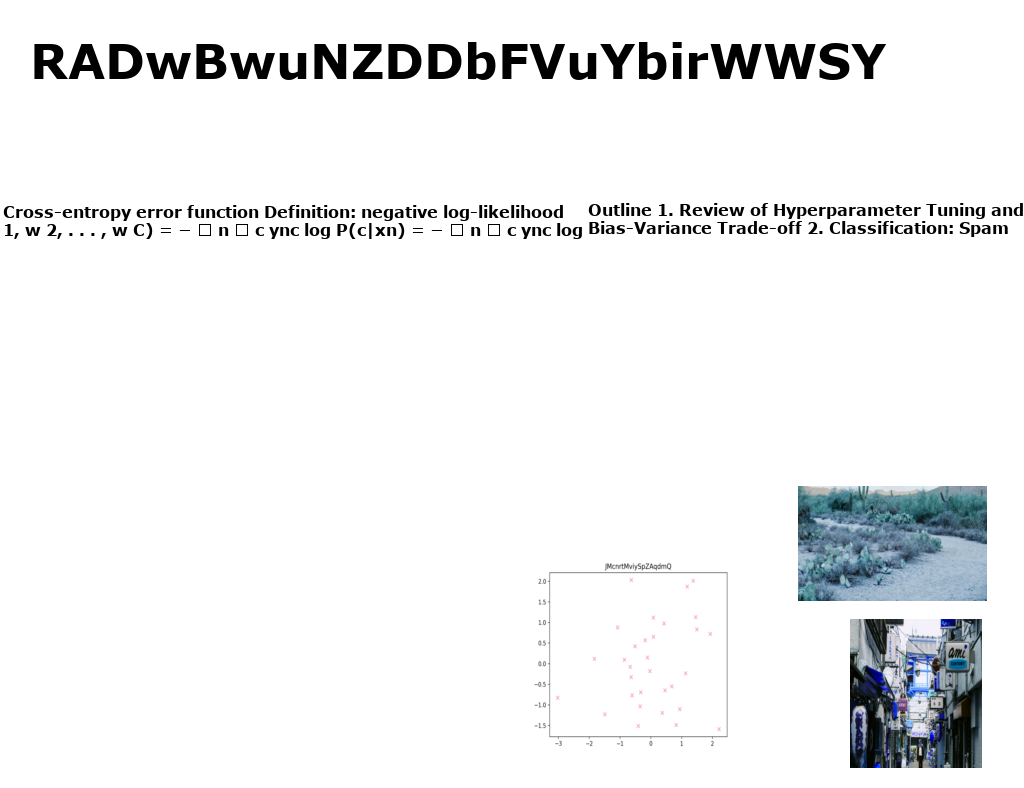 RADwBwuNZDDbFVuYbirWWSY
Cross-entropy error function Definition: negative log-likelihood
1, w 2, . . . , w C) = − □ n □ c ync log P(c|xn) = − □ n □ c ync log
Outline 1. Review of Hyperparameter Tuning and
Bias-Variance Trade-off 2. Classification: Spam
JMcnrtMviySpZAqdmQ
2.0
1.5
1.0
0.5
0.0
−0.5
−1.0
−1.5
−3 −2 −1 0 1 2
ami